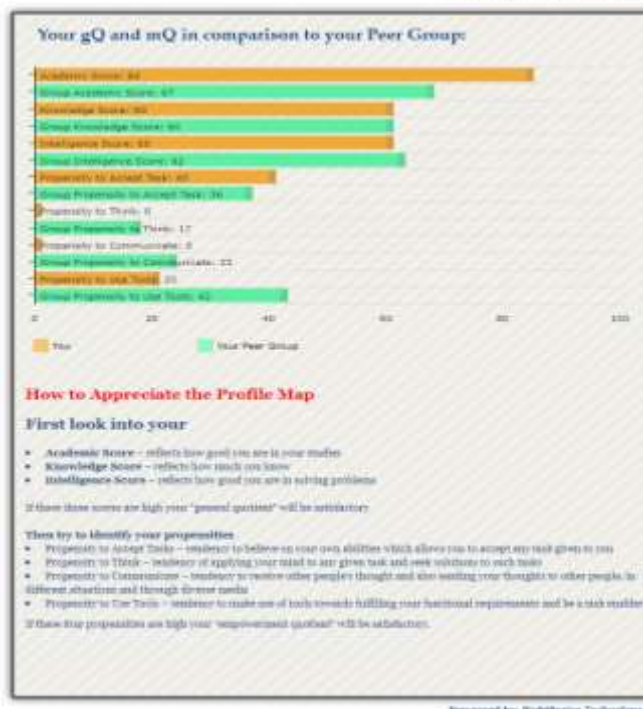 Your gQ and mQ in comparison to your Peer Group:
Academic Score: 84
Group Academic Score: 67
Knowledge Score: 60
Group Knowledge Score: 60
Intelligence Score: 60
Group Intelligence Score: 62
Propensity to Accept Task: 40
Group Propensity to Accept Task: 36
Propensity to Think: 0
Group Propensity to Think: 17
Propensity to Communicate: 0
Group Propensity to Communicate: 23
Propensity to Use Tools: 20
Group Propensity to Use Tools: 42
0 20 40 60 80 100
You Your Peer Group
How to Appreciate the Profile Map
First look into your
• Academic Score – reflects how good you are in your studies
• Knowledge Score – reflects how much you know
• Intelligence Score – reflects how good you are in solving problems
If these three scores are high your "general quotient" will be satisfactory
Then try to identify your propensities
• Propensity to Accept Tasks – tendency to believe on your own abilities which allows you to accept any task given to you
• Propensity to Think – tendency of applying your mind to any given task and seek solutions to such tasks
• Propensity to Communicate – tendency to receive other people's thought and also sending your thoughts to other people, in
different situations and through diverse media
• Propensity to Use Tools – tendency to make use of tools towards fulfilling your functional requirements and be a task enabler
If these four propensities are high your "empowerment quotient" will be satisfactory.